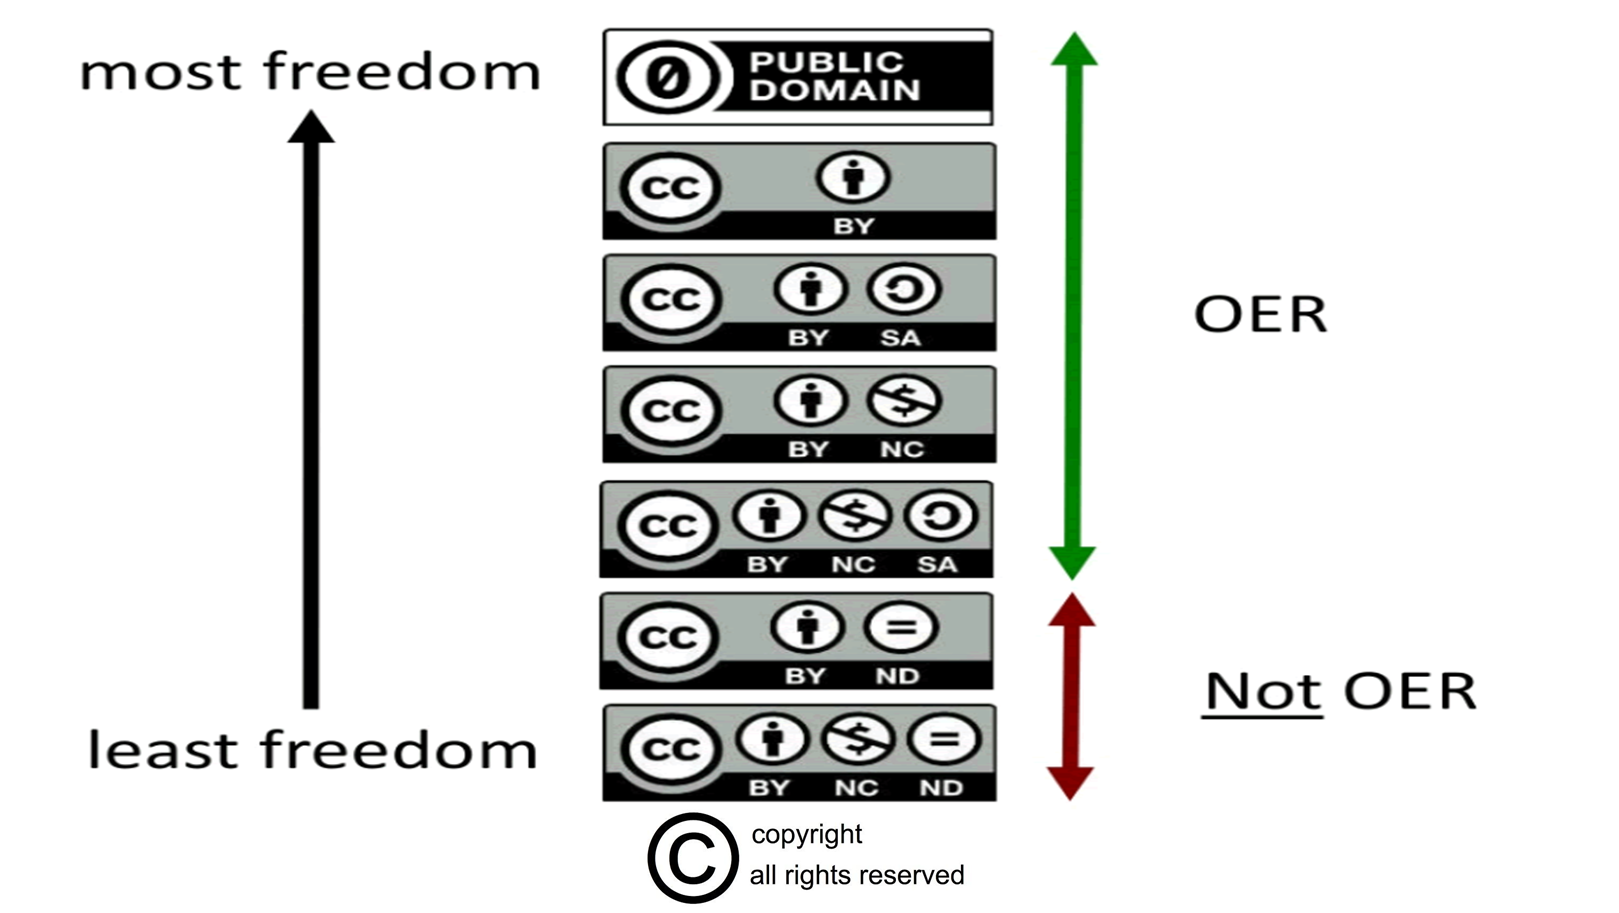 most freedom
PUBLIC
DOMAIN
cc
BY
cc
BY SA
OER
cc
BY NC
cc
BY NC SA
cc
BY ND
Not OER
least freedom
cc
BY NC ND
C
copyright
all rights reserved